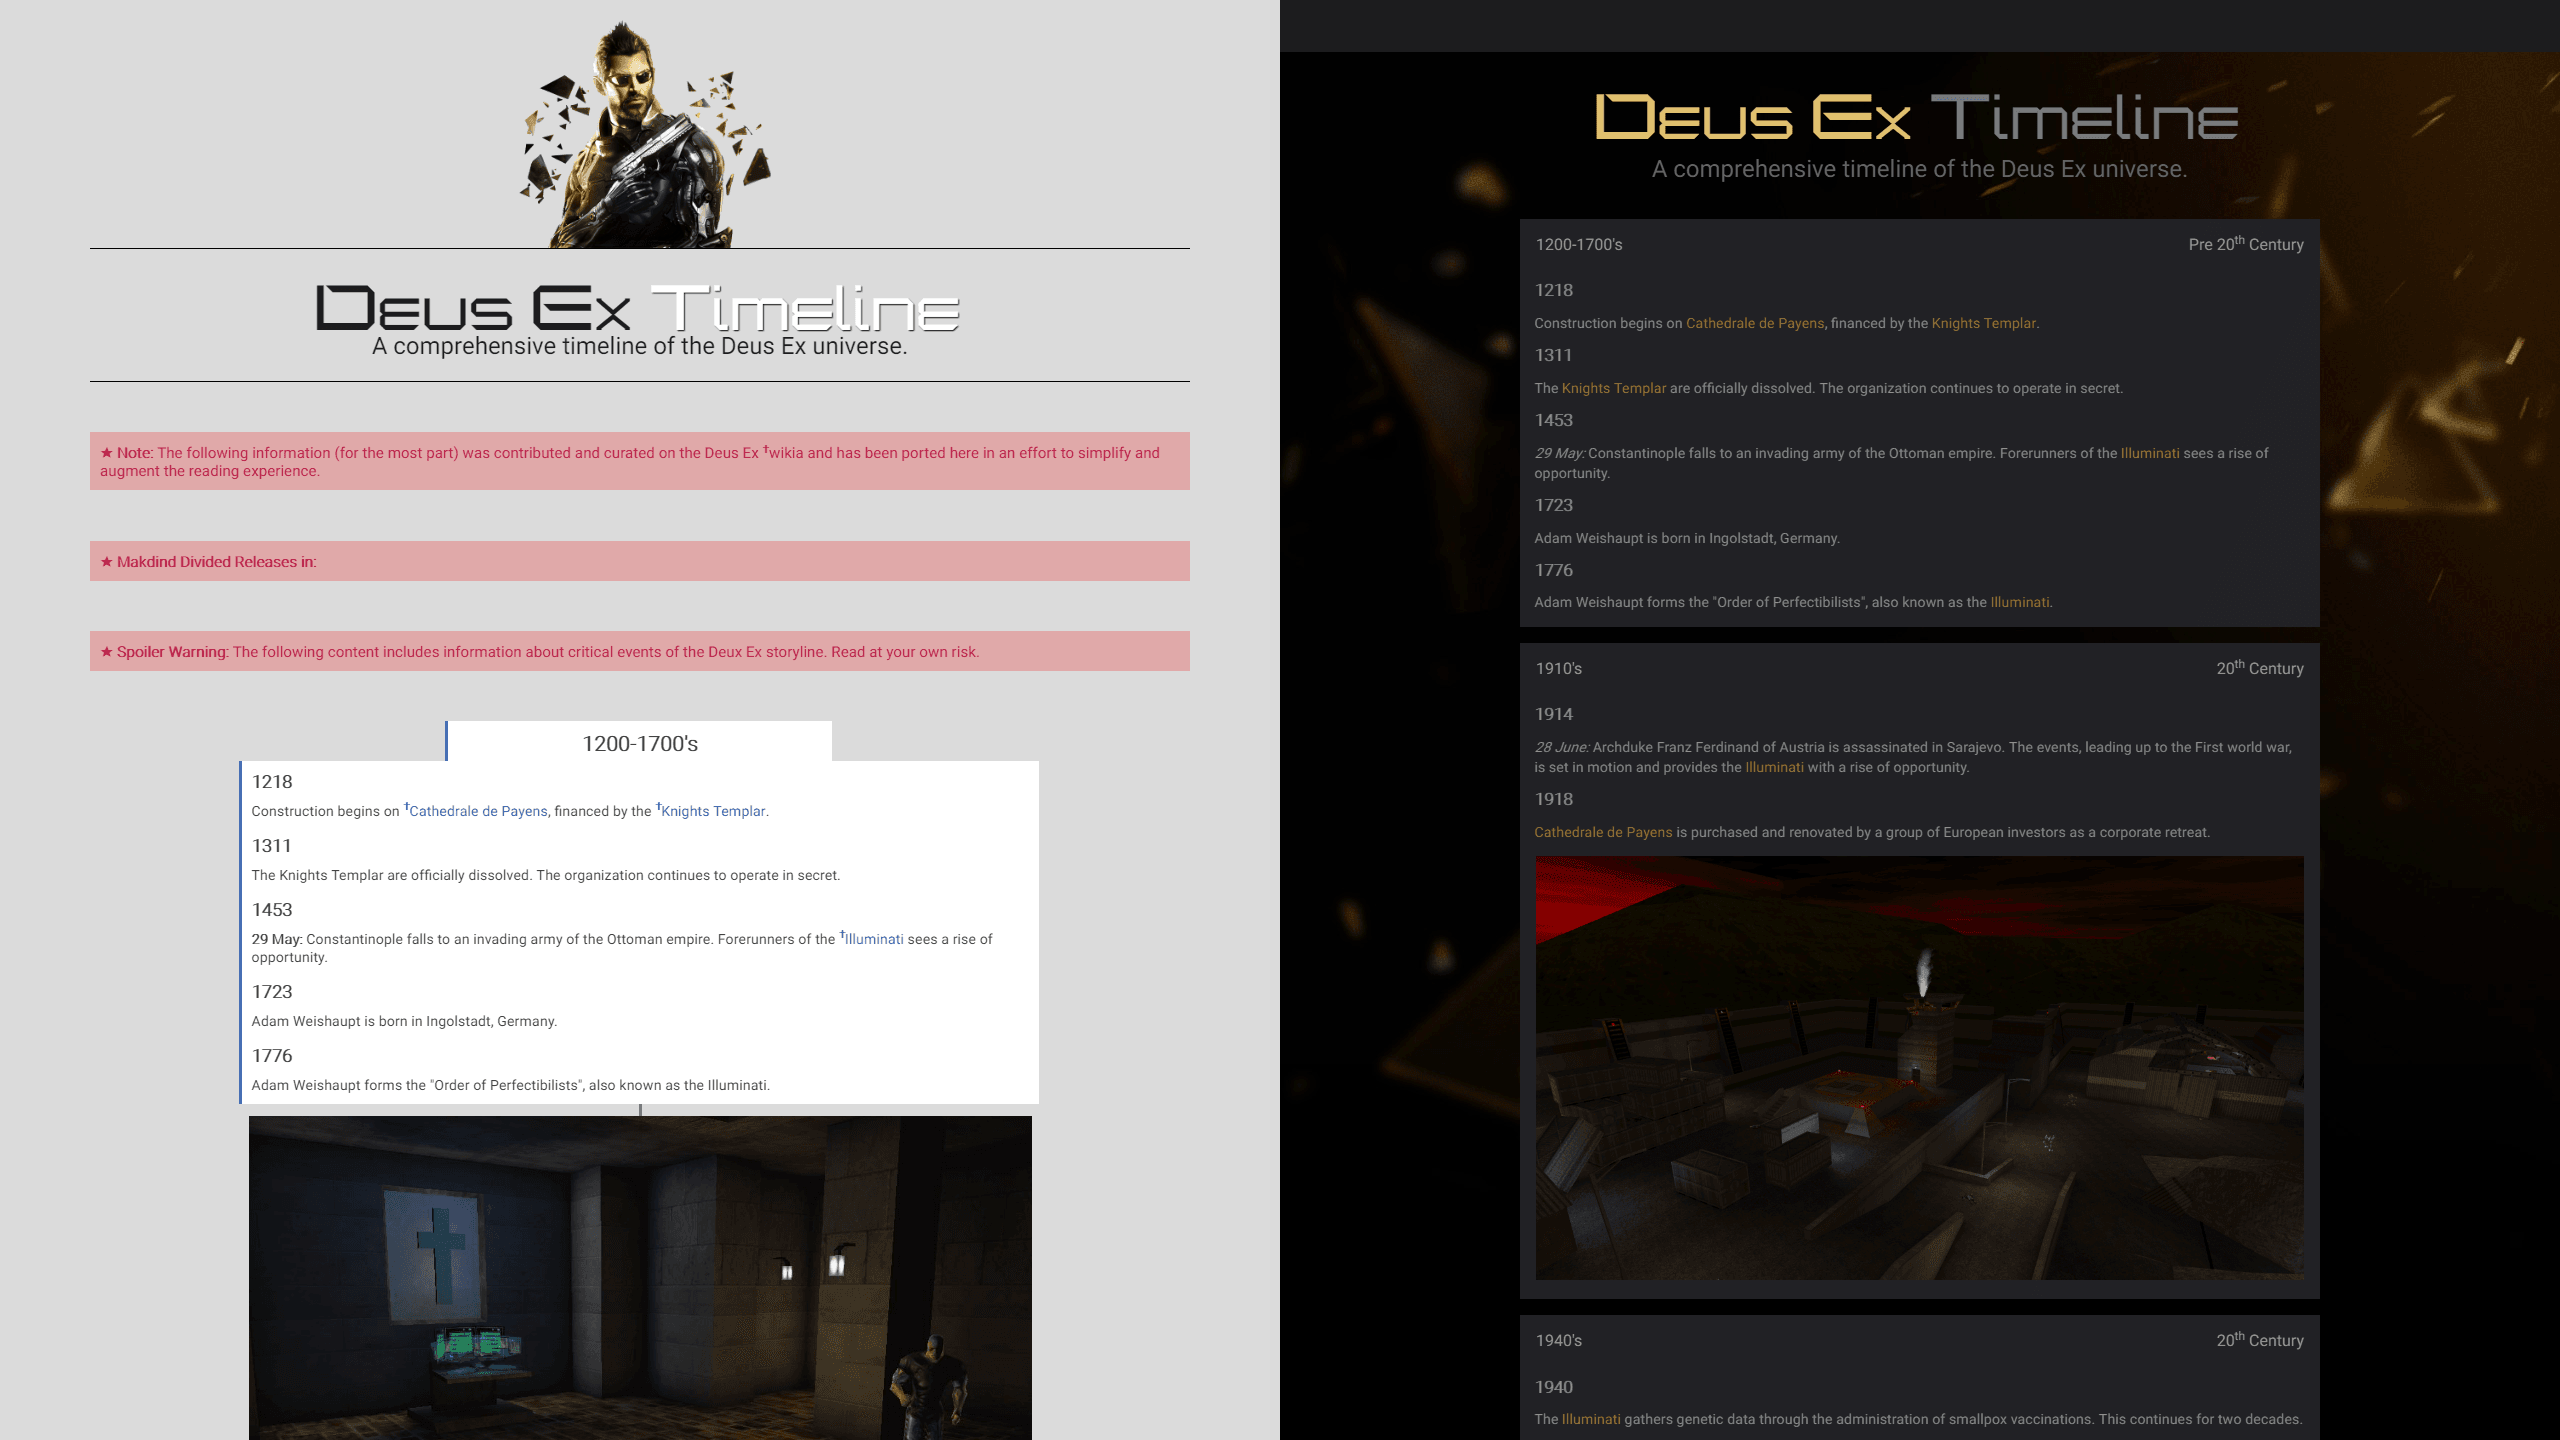 Deus Ex Timeline
A comprehensive timeline of the Deus Ex universe.
★ Note: The following information (for the most part) was contributed and curated on the Deus Ex †wikia and has been ported here in an effort to simplify and
augment the reading experience.
★ Makdind Divided Releases in:
★ Spoiler Warning: The following content includes information about critical events of the Deux Ex storyline. Read at your own risk.
1200-1700's
1218
Construction begins on †Cathedrale de Payens, financed by the †Knights Templar.
1311
The Knights Templar are officially dissolved. The organization continues to operate in secret.
1453
29 May: Constantinople falls to an invading army of the Ottoman empire. Forerunners of the †Illuminati sees a rise of
opportunity.
1723
Adam Weishaupt is born in Ingolstadt, Germany.
1776
Adam Weishaupt forms the "Order of Perfectibilists", also known as the Illuminati.
Deus Ex Timeline
A comprehensive timeline of the Deus Ex universe.
1200-1700's Pre 20th Century
1218
Construction begins on Cathedrale de Payens, financed by the Knights Templar.
1311
The Knights Templar are officially dissolved. The organization continues to operate in secret.
1453
29 May: Constantinople falls to an invading army of the Ottoman empire. Forerunners of the Illuminati sees a rise of
opportunity.
1723
Adam Weishaupt is born in Ingolstadt, Germany.
1776
Adam Weishaupt forms the "Order of Perfectibilists", also known as the Illuminati.
1910's 20th Century
1914
28 June: Archduke Franz Ferdinand of Austria is assassinated in Sarajevo. The events, leading up to the First world war,
is set in motion and provides the Illuminati with a rise of opportunity.
1918
Cathedrale de Payens is purchased and renovated by a group of European investors as a corporate retreat.
1940's 20th Century
1940
The Illuminati gathers genetic data through the administration of smallpox vaccinations. This continues for two decades.